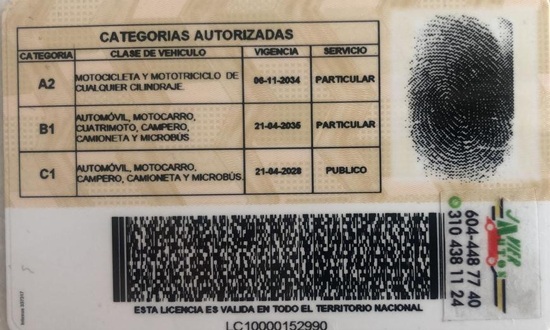 CATEGORIAS AUTORIZADAS
CATEGORIA CLASE DE VEHICULO VIGENCIA SERVICIO
A2 MOTOCICLETA Y MOTOTRICICLO DE CUALQUIER CILINDRAJE. 06-11-2034 PARTICULAR
B1 AUTOMÓVIL, MOTOCARRO, CUATRIMOTO, CAMPERO, CAMIONETA Y MICROBÚS 21-04-2035 PARTICULAR
C1 AUTOMÓVIL, MOTOCARRO, CAMPERO, CAMIONETA Y MICROBÚS. 21-04-2028 PUBLICO
604-448 77 40
310 438 11 24
ESTA LICENCIA ES VALIDA EN TODO EL TERRITORIO NACIONAL
LC10000152990